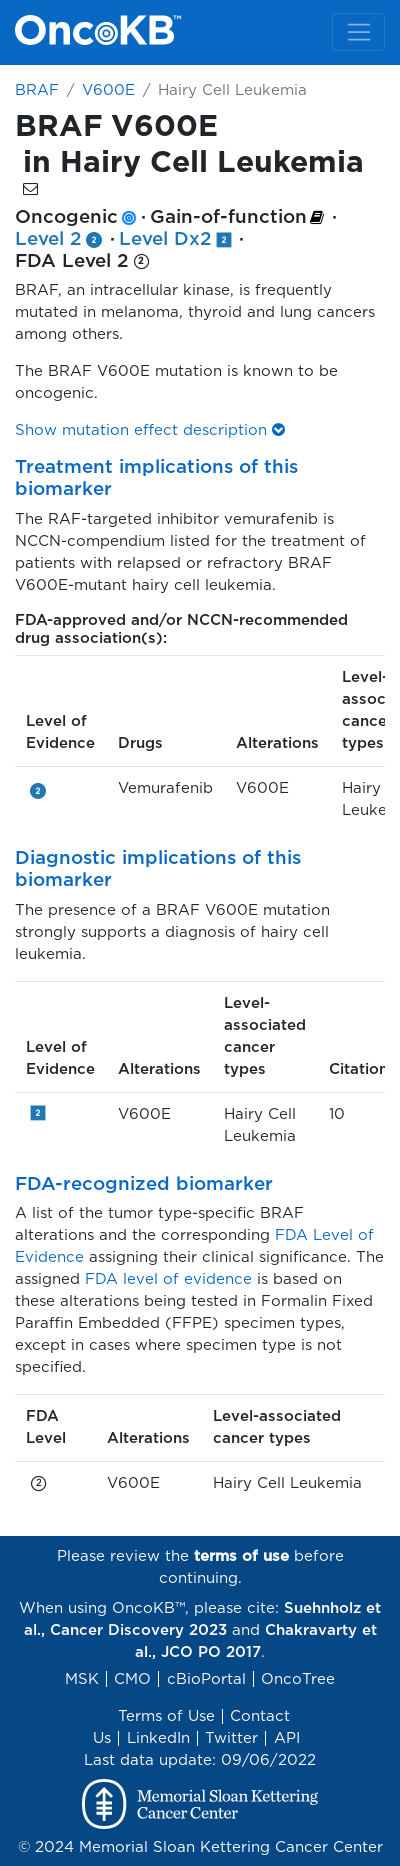 OncoKB™
BRAF / V600E / Hairy Cell Leukemia
BRAF V600E
in Hairy Cell Leukemia
Oncogenic · Gain-of-function ·
Level 2 2 · Level Dx2 2 ·
FDA Level 2 2
BRAF, an intracellular kinase, is frequently
mutated in melanoma, thyroid and lung cancers
among others.
The BRAF V600E mutation is known to be
oncogenic.
Show mutation effect description
Treatment implications of this
biomarker
The RAF-targeted inhibitor vemurafenib is
NCCN-compendium listed for the treatment of
patients with relapsed or refractory BRAF
V600E-mutant hairy cell leukemia.
FDA-approved and/or NCCN-recommended
drug association(s):
Level-
assoc
Level of cance
Evidence Drugs Alterations types
2 Vemurafenib V600E Hairy
Leuke
Diagnostic implications of this
biomarker
The presence of a BRAF V600E mutation
strongly supports a diagnosis of hairy cell
leukemia.
Level-
associated
Level of cancer
Evidence Alterations types Citation
2 V600E Hairy Cell 10
Leukemia
FDA-recognized biomarker
A list of the tumor type-specific BRAF
alterations and the corresponding FDA Level of
Evidence assigning their clinical significance. The
assigned FDA level of evidence is based on
these alterations being tested in Formalin Fixed
Paraffin Embedded (FFPE) specimen types,
except in cases where specimen type is not
specified.
FDA Level-associated
Level Alterations cancer types
2 V600E Hairy Cell Leukemia
Please review the terms of use before
continuing.
When using OncoKB™, please cite: Suehnholz et
al., Cancer Discovery 2023 and Chakravarty et
al., JCO PO 2017.
MSK | CMO | cBioPortal | OncoTree
Terms of Use | Contact
Us | LinkedIn | Twitter | API
Last data update: 09/06/2022
Memorial Sloan Kettering
Cancer Center
© 2024 Memorial Sloan Kettering Cancer Center